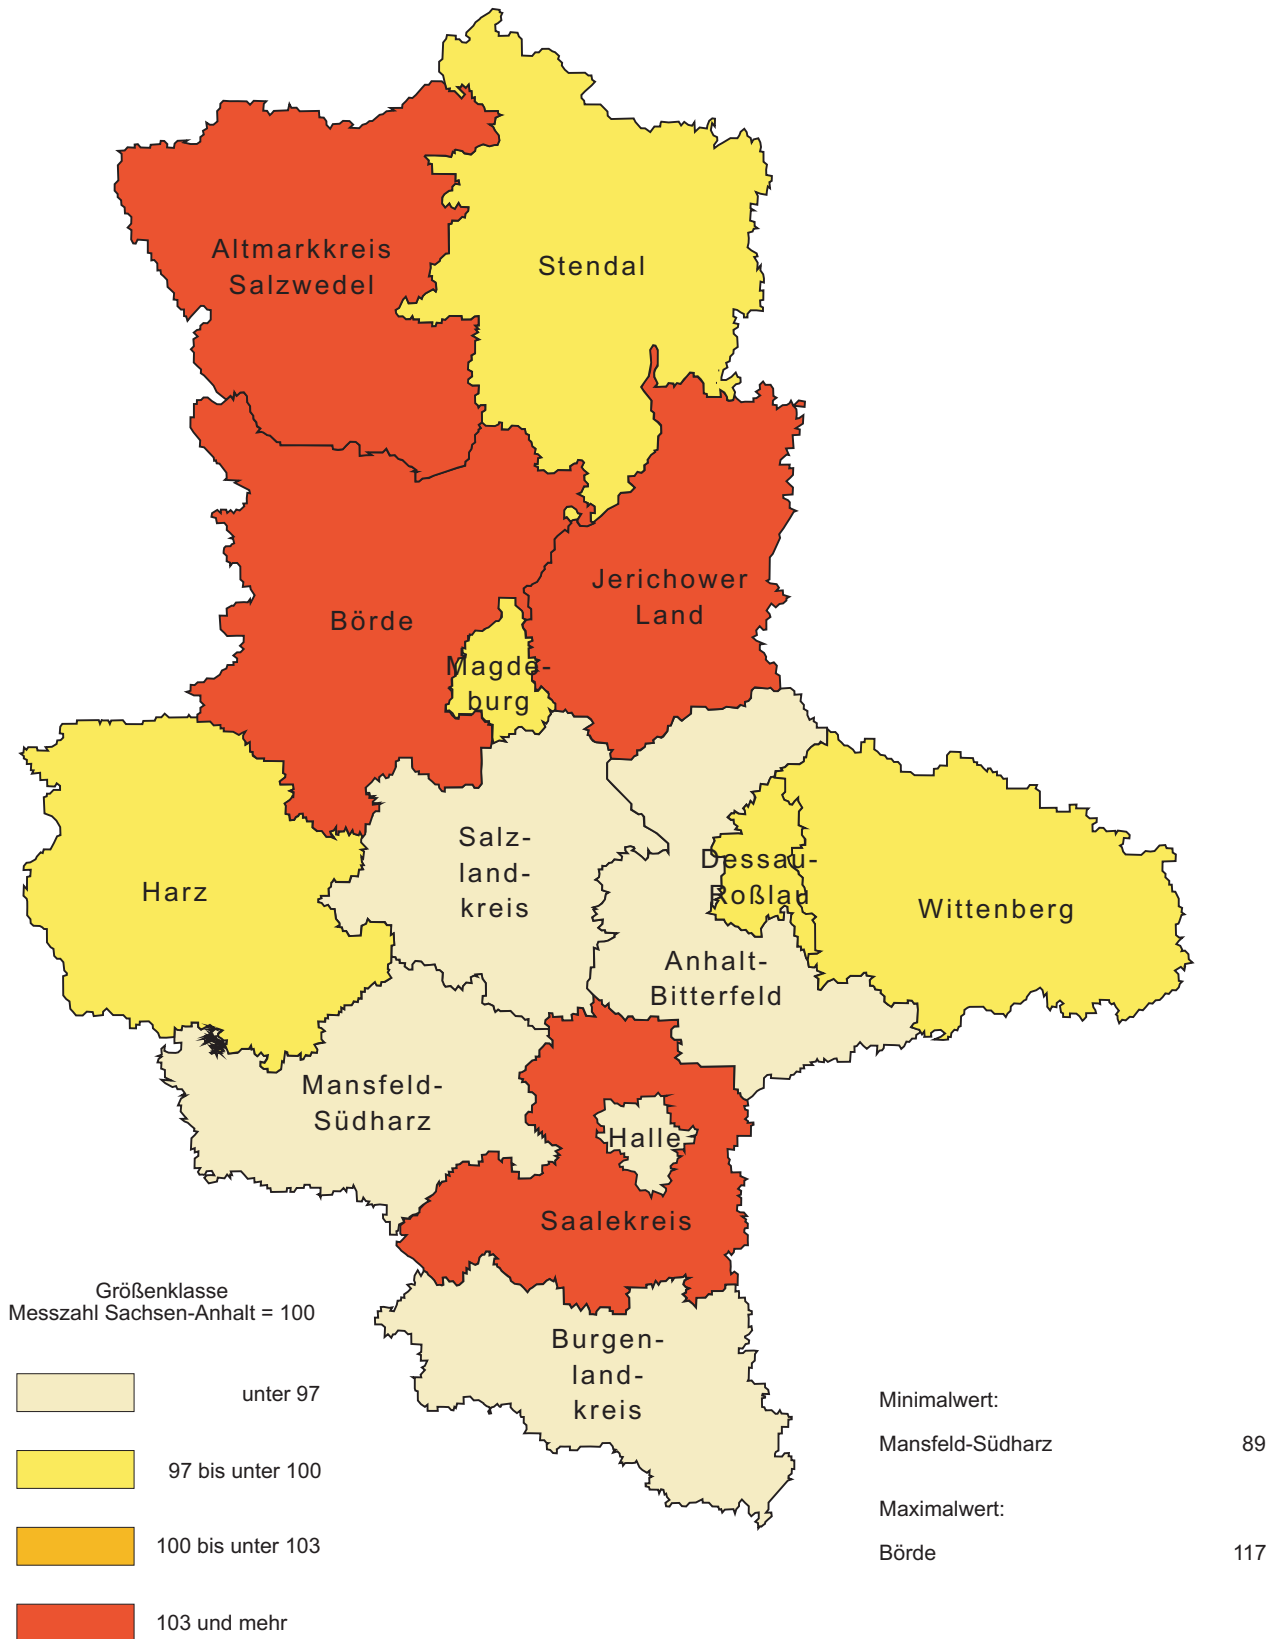 Altmarkkreis
Salzwedel
Stendal
Jerichower
Land
Börde
Magde-
burg
Salz-
land-
kreis
Dessau-
Roßlau
Harz
Wittenberg
Anhalt-
Bitterfeld
Mansfeld-
Südharz
Halle
Saalekreis
Burgen-
land-
kreis
Größenklasse
Messzahl Sachsen-Anhalt = 100
unter 97
97 bis unter 100
100 bis unter 103
103 und mehr
Minimalwert:
Mansfeld-Südharz 89
Maximalwert:
Börde 117